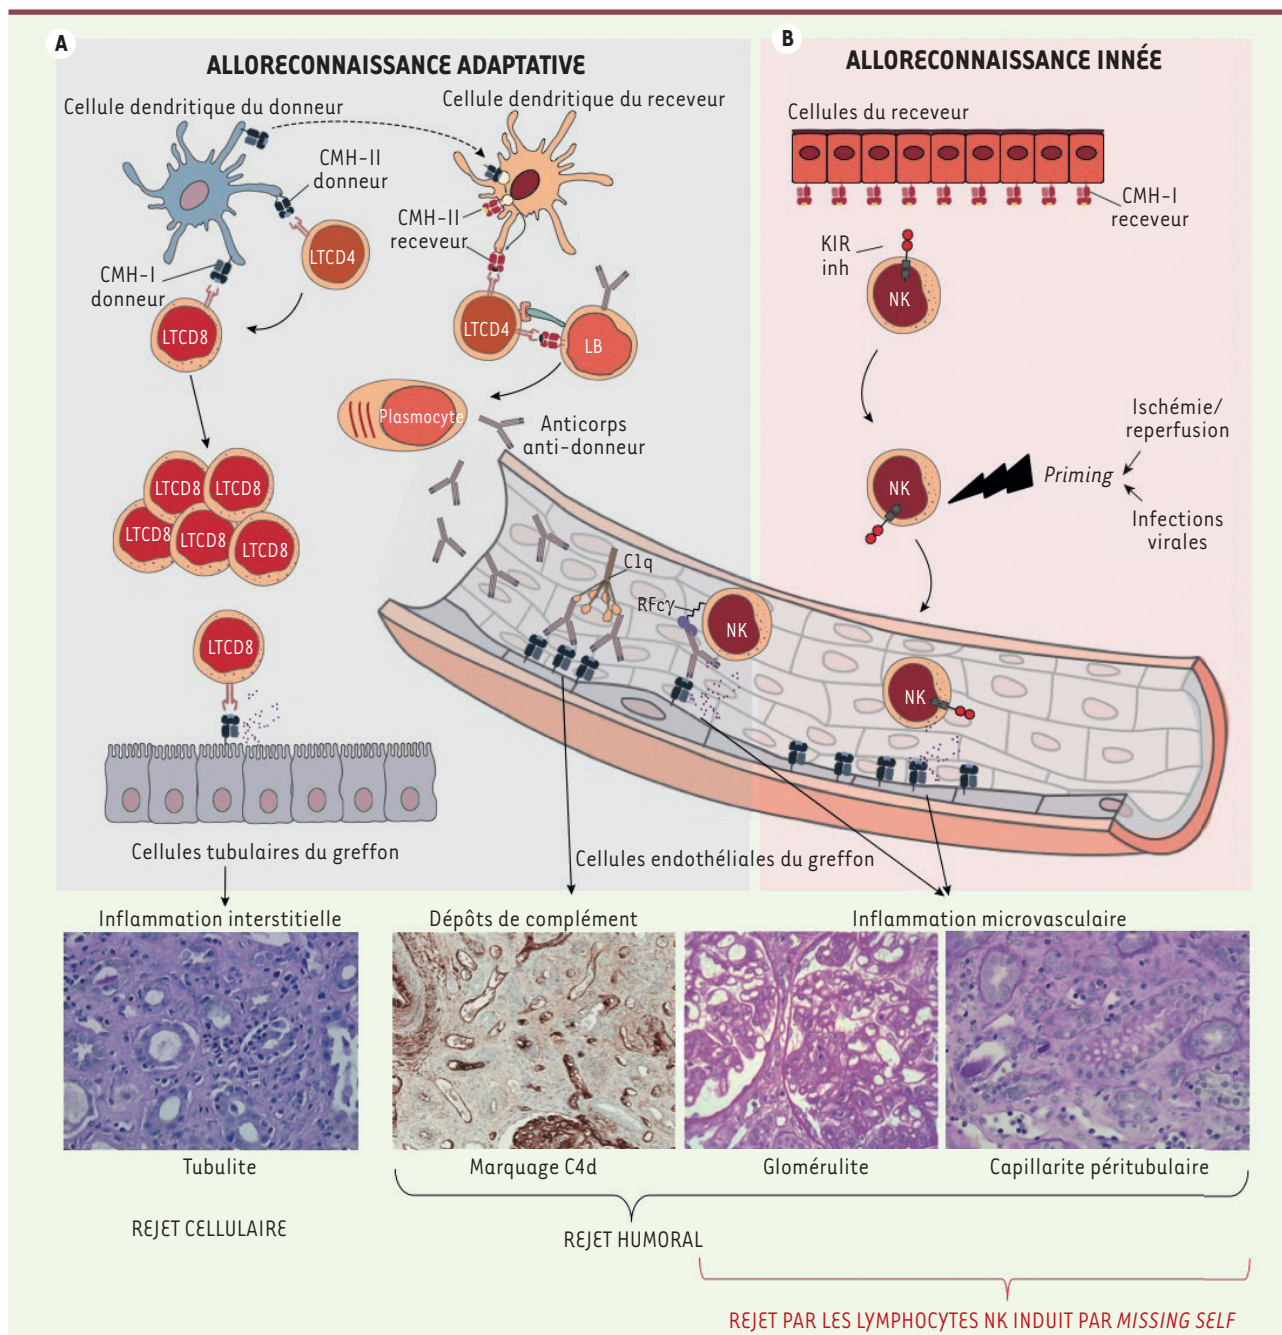 A
ALLORECONNAISSANCE ADAPTATIVE
Cellule dendritique du donneur
Cellule dendritique du receveur
CMH-II
donneur
CMH-II
receveur
LTCD4
CMH-I
donneur
LTCD8
LTCD4
LB
Plasmocyte
Anticorps
anti-donneur
LTCD8
LTCD8
LTCD8
LTCD8
LTCD8
C1q
RFcγ
NK
LTCD8
Cellules tubulaires du greffon
Cellules endothéliales du greffon
B
ALLORECONNAISSANCE INNÉE
Cellules du receveur
CMH-I
receveur
KIR
inh
NK
NK
Priming
Ischémie/
reperfusion
Infections
virales
NK
Inflammation interstitielle
Dépôts de complément
Inflammation microvasculaire
Tubulite
Marquage C4d
Glomérulite
Capillarite péritubulaire
REJET CELLULAIRE
REJET HUMORAL
REJET PAR LES LYMPHOCYTES NK INDUIT PAR MISSING SELF